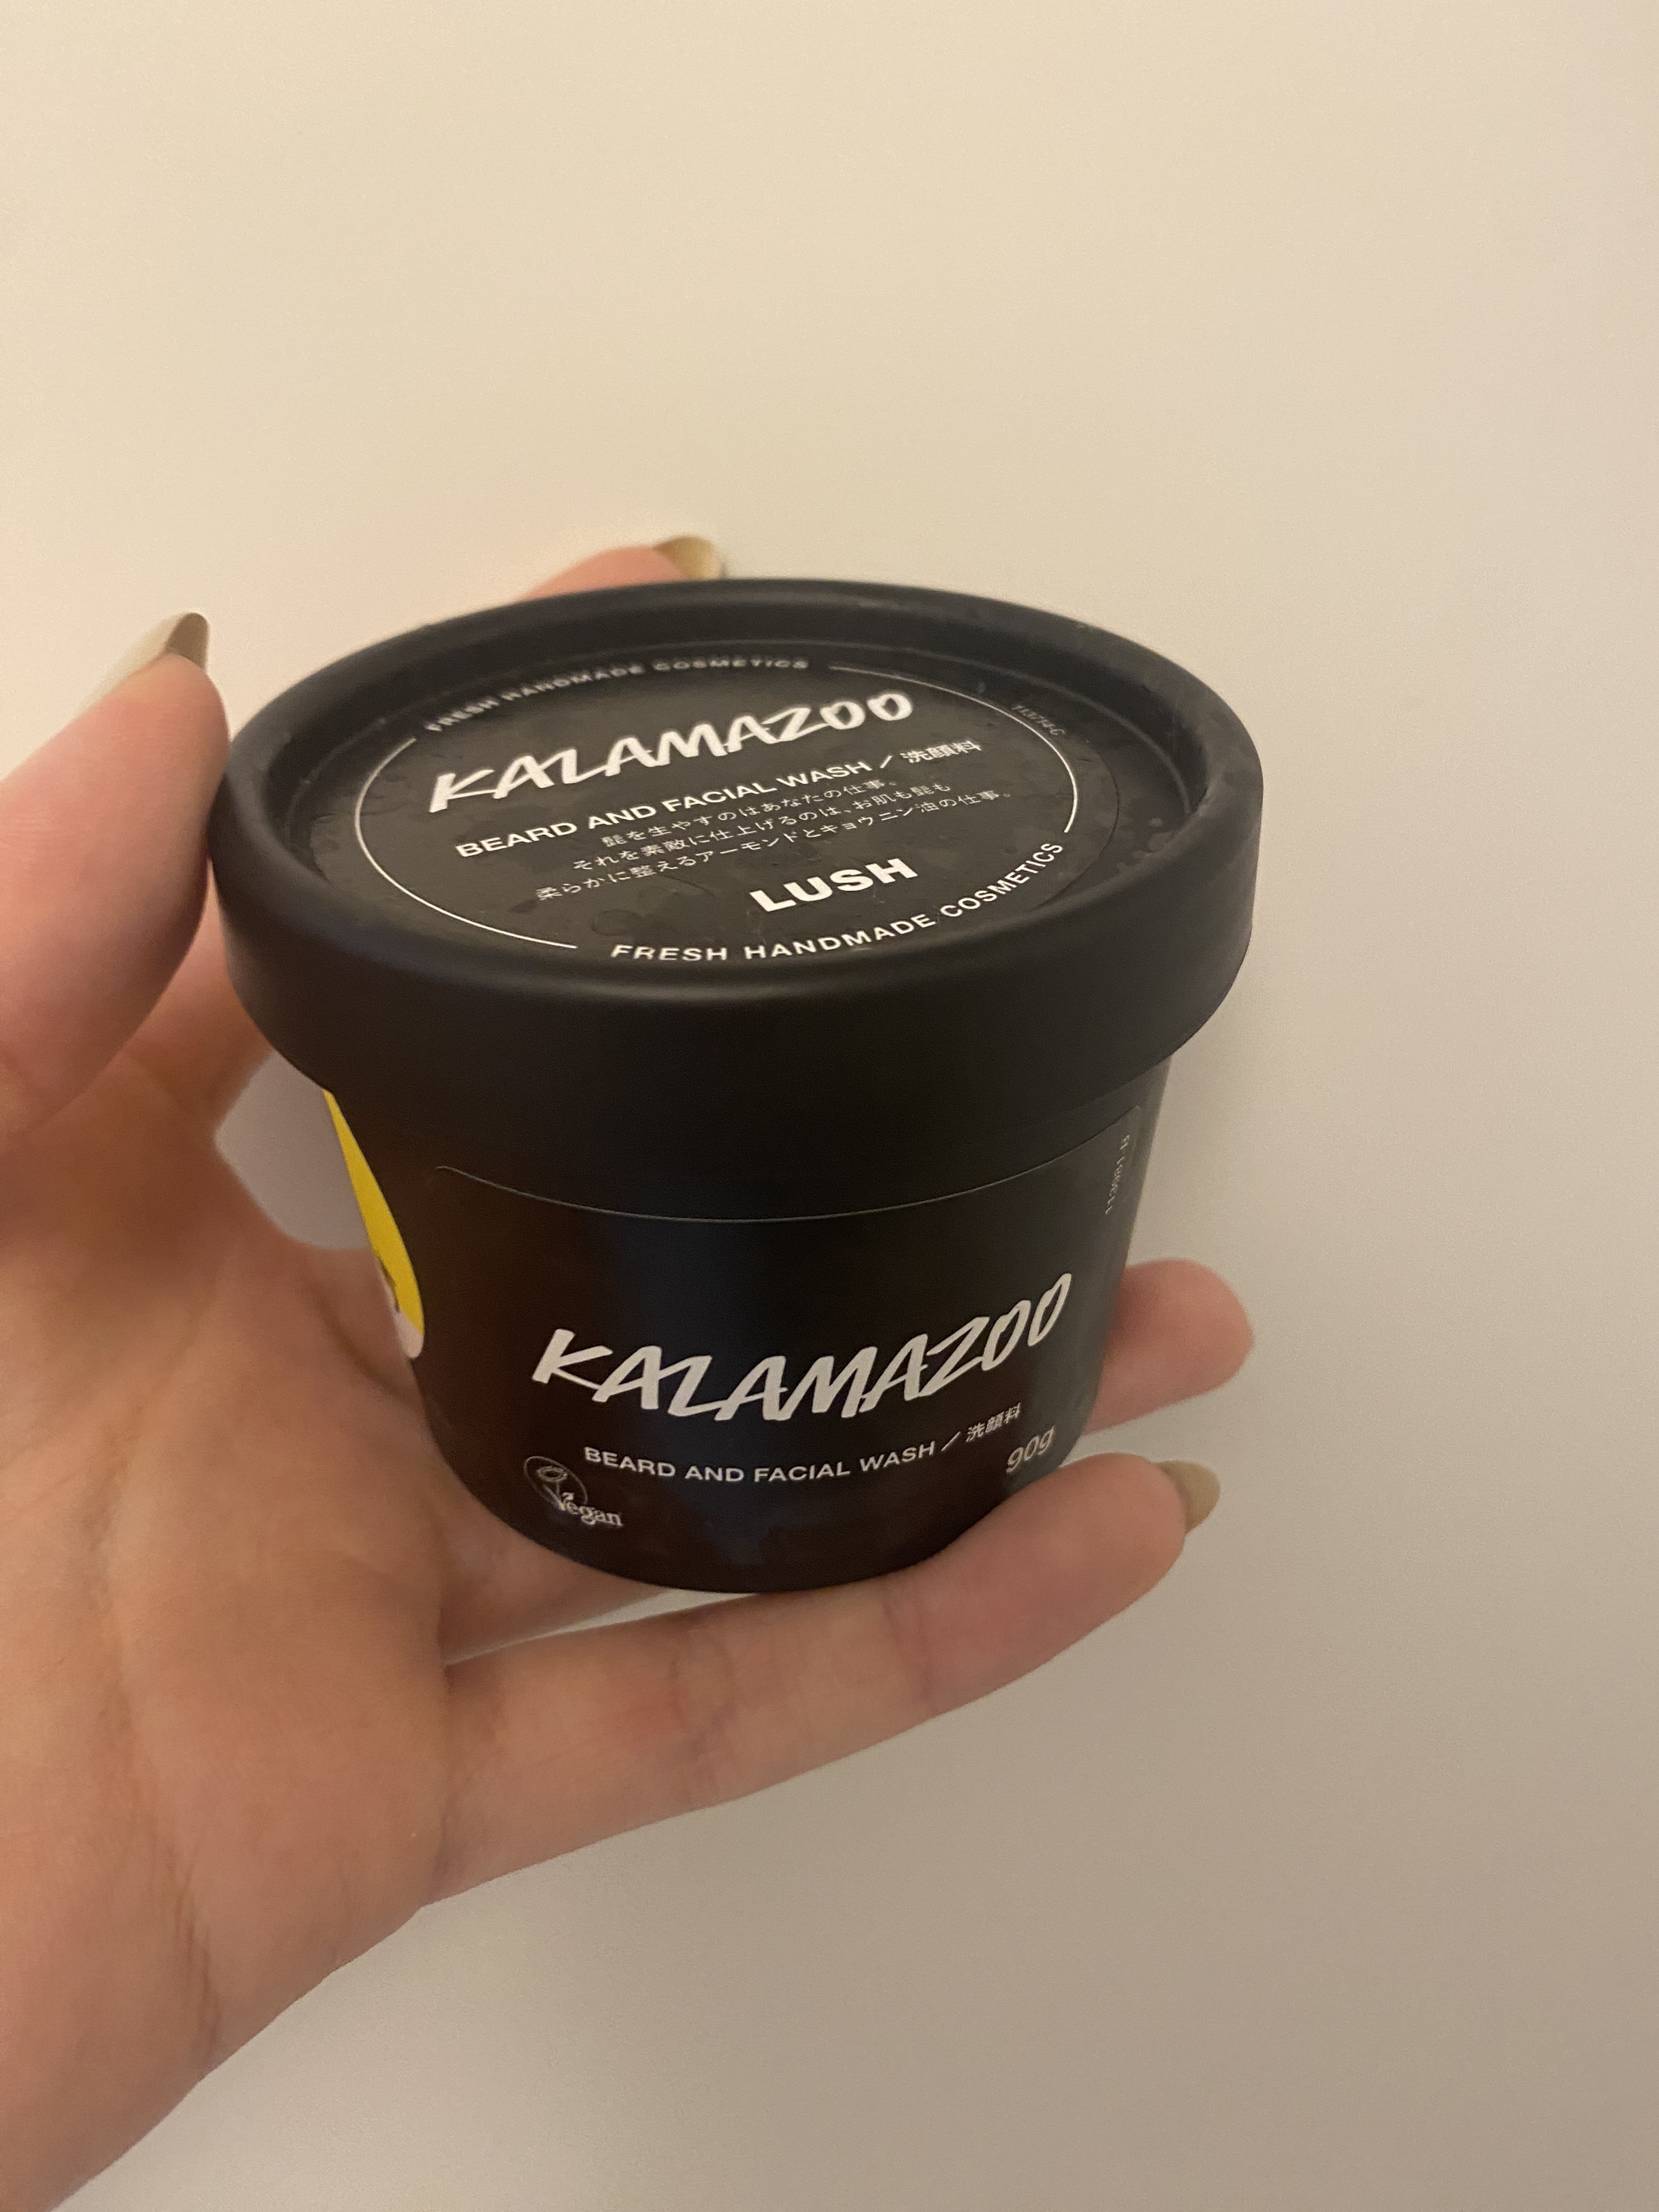 FRESH HANDMADE COSMETICS
KALAMAZOO
BEARD AND FACIAL WASH / 洗顔料
髭を生やすのはあなたの仕事。
それを素敵に仕上げるのは、お肌も髭も
柔らかに整えるアーモンドとキョウニン油の仕事。
LUSH
FRESH HANDMADE COSMETICS
KALAMAZOO
BEARD AND FACIAL WASH / 洗顔料
90g
Vegan